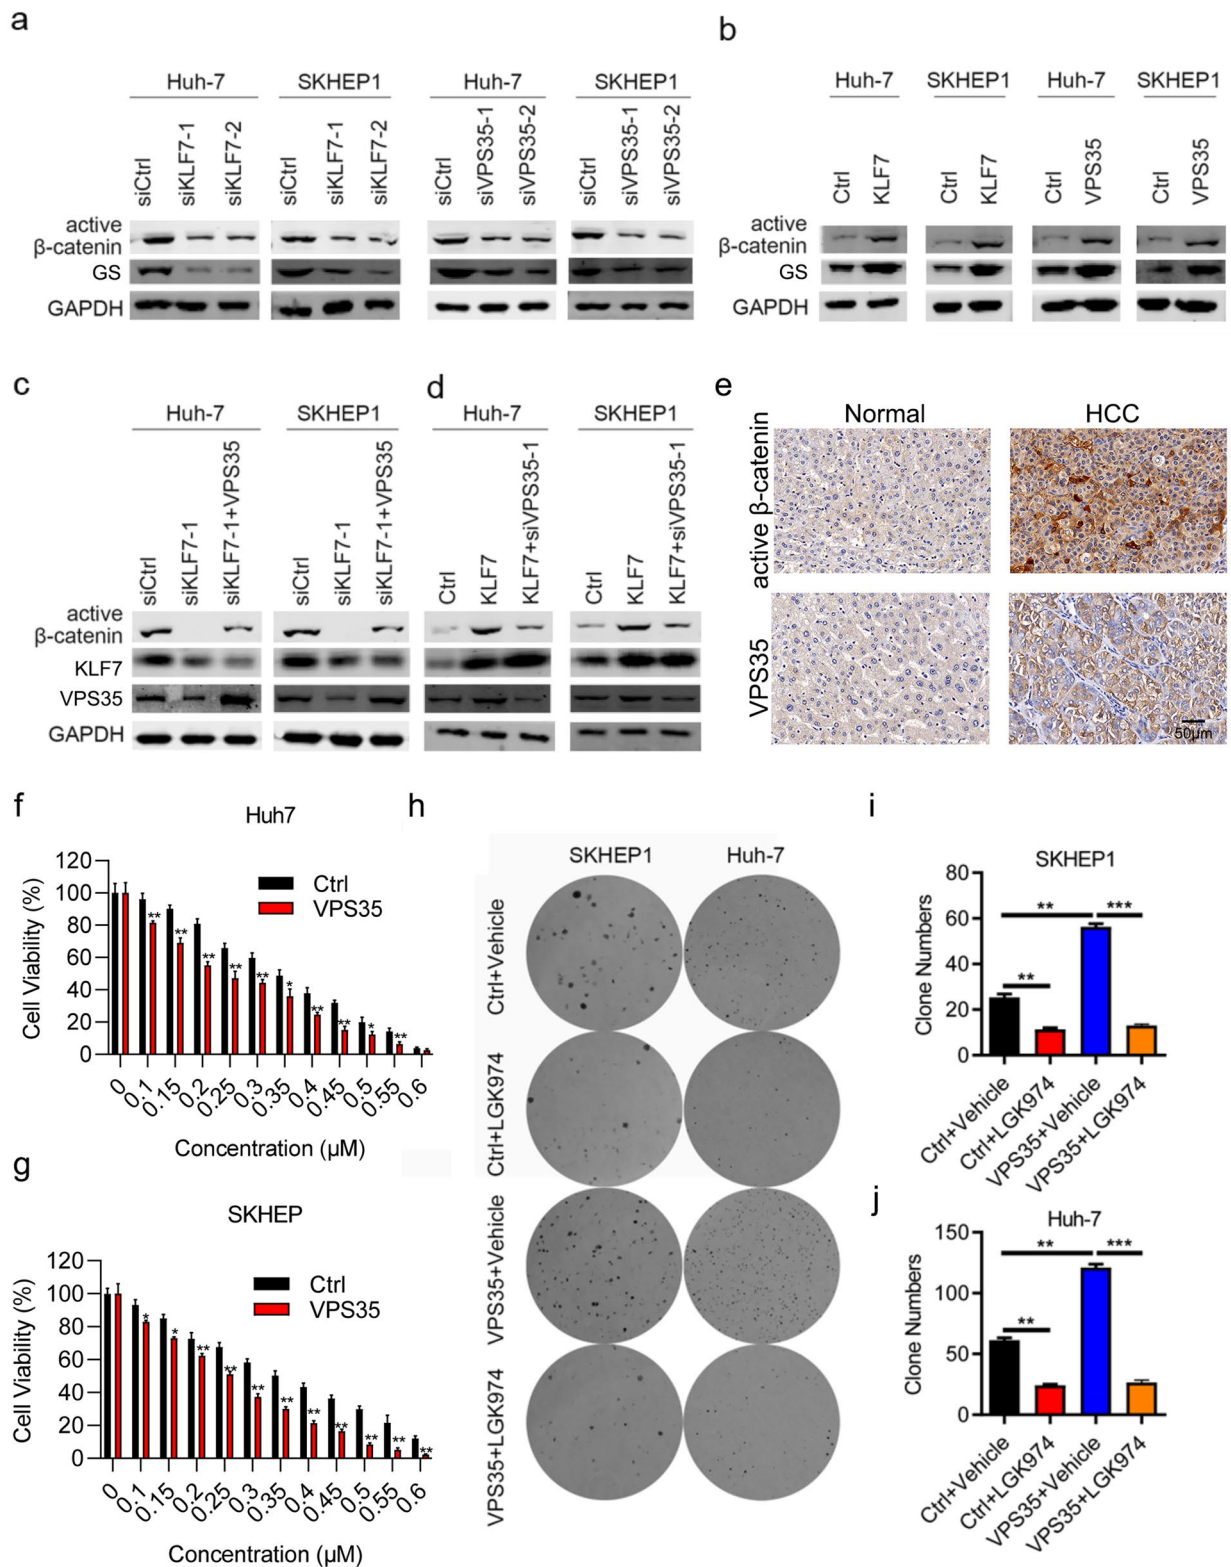 a
Huh-7 SKHEP1 Huh-7 SKHEP1
siCtrl siKLF7-1 siKLF7-2 siCtrl siKLF7-1 siKLF7-2 siCtrl siVPS35-1 siVPS35-2 siCtrl siVPS35-1 siVPS35-2
active
β-catenin
GS
GAPDH
b
Huh-7 SKHEP1 Huh-7 SKHEP1
Ctrl KLF7 Ctrl KLF7 Ctrl VPS35 Ctrl VPS35
active
β-catenin
GS
GAPDH
c
Huh-7 SKHEP1
siCtrl siKLF7-1 siKLF7-1+VPS35 siCtrl siKLF7-1 siKLF7-1+VPS35
active
β-catenin
KLF7
VPS35
GAPDH
d
Huh-7 SKHEP1
Ctrl KLF7 KLF7+siVPS35-1 Ctrl KLF7 KLF7+siVPS35-1
e
Normal HCC
active β-catenin
VPS35
50μm
f
Huh7
Cell Viability (%)
120
100
80
60
40
20
0
Ctrl
VPS35
** ** ** ** ** * ** ** * **
0 0.1 0.15 0.2 0.25 0.3 0.35 0.4 0.45 0.5 0.55 0.6
Concentration (μM)
g
SKHEP
Cell Viability (%)
120
100
80
60
40
20
0
Ctrl
VPS35
* * ** ** ** ** ** ** ** ** **
0 0.1 0.15 0.2 0.25 0.3 0.35 0.4 0.45 0.5 0.55 0.6
Concentration (μM)
h
SKHEP1 Huh-7
Ctrl+Vehicle
Ctrl+LGK974
VPS35+Vehicle
VPS35+LGK974
i
SKHEP1
Clone Numbers
80
60
40
20
0
** ***
**
Ctrl+Vehicle Ctrl+LGK974 VPS35+Vehicle VPS35+LGK974
j
Huh-7
Clone Numbers
150
100
50
0
** ***
**
Ctrl+Vehicle Ctrl+LGK974 VPS35+Vehicle VPS35+LGK974